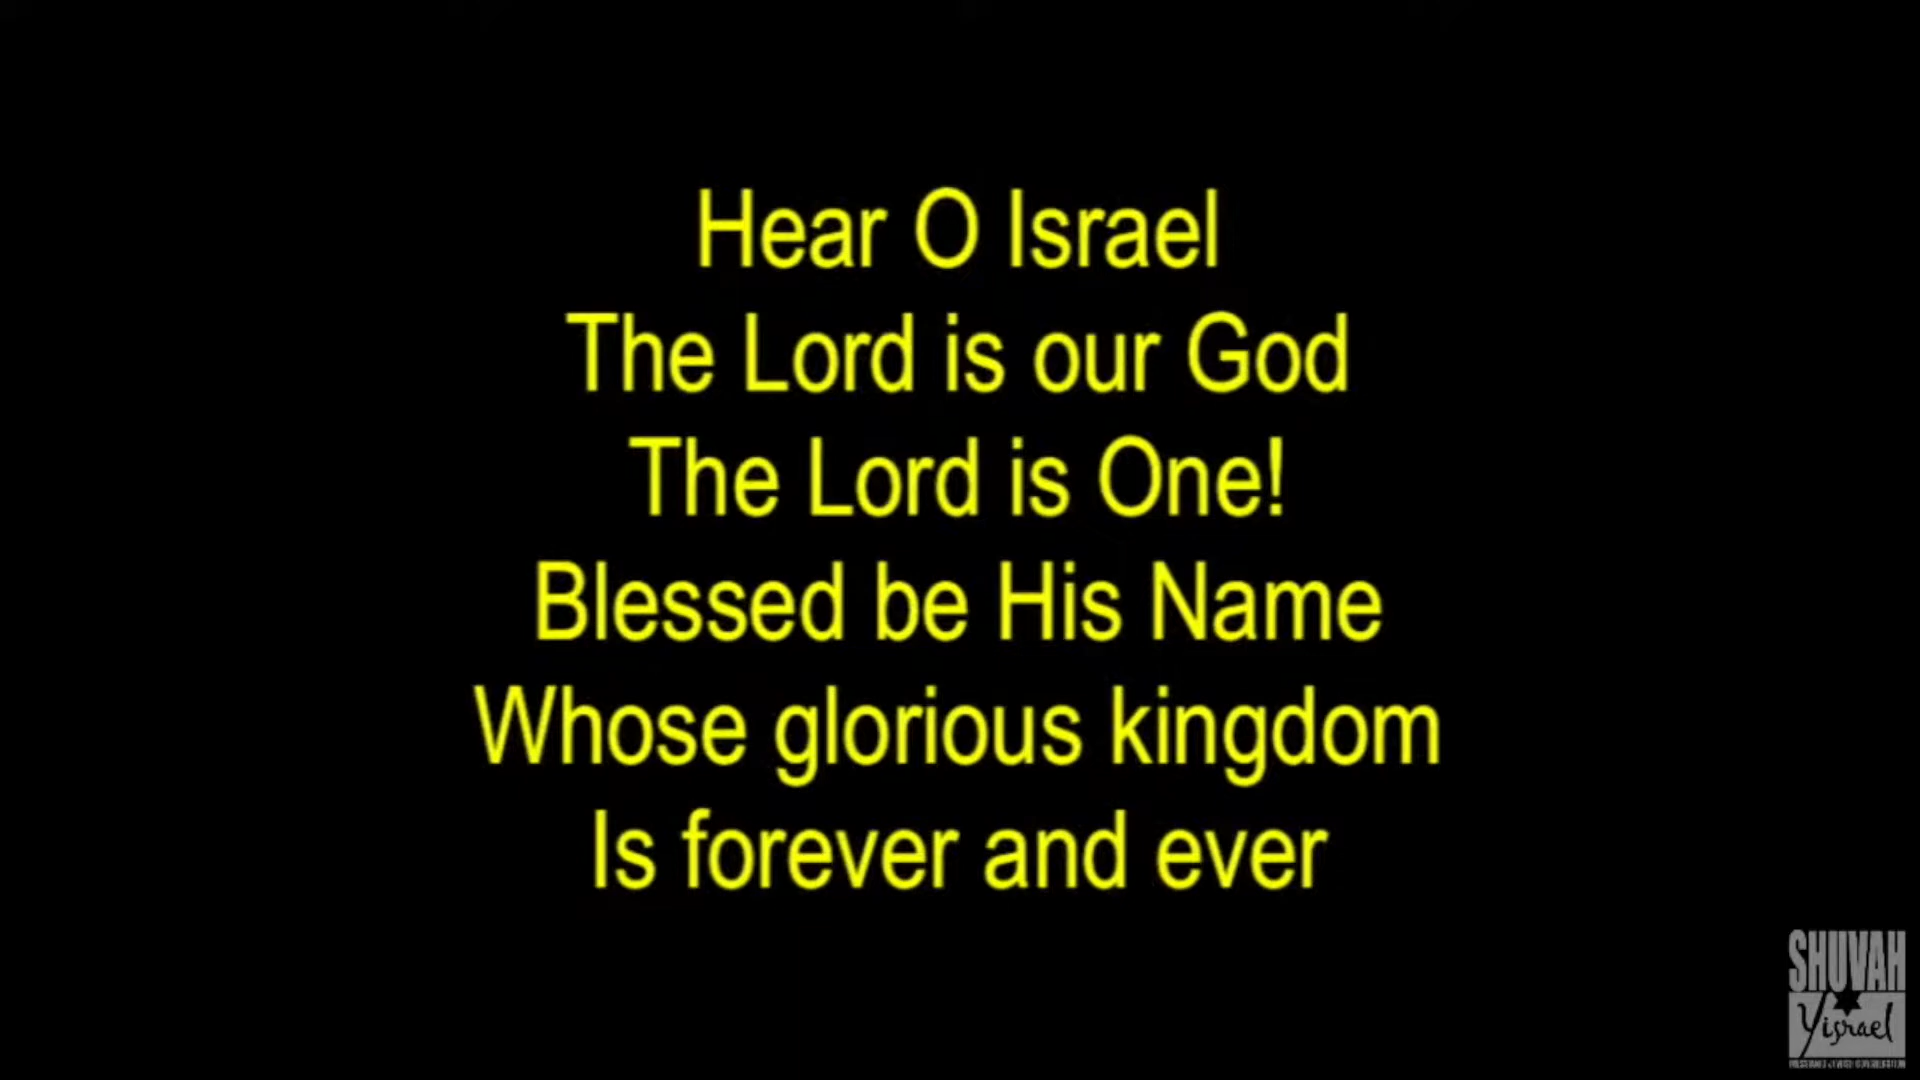 Hear O Israel
The Lord is our God
The Lord is One!
Blessed be His Name
Whose glorious kingdom
Is forever and ever
SHUVAH
Yisrael